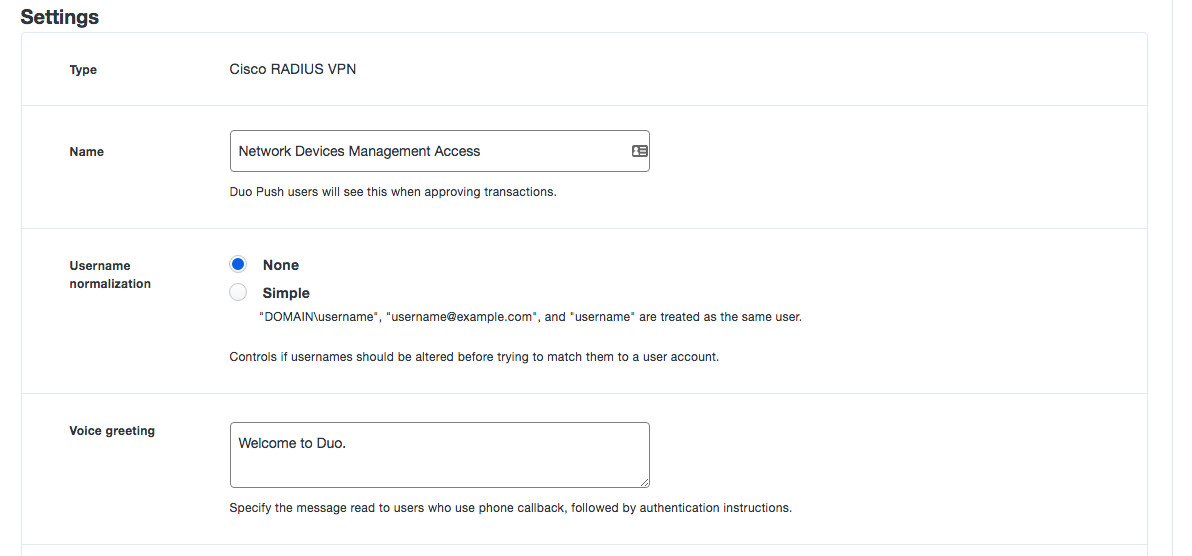 Settings
Type
Cisco RADIUS VPN
Name
Network Devices Management Access
Duo Push users will see this when approving transactions.
Username
normalization
None
Simple
"DOMAIN\username", "username@example.com", and "username" are treated as the same user.
Controls if usernames should be altered before trying to match them to a user account.
Voice greeting
Welcome to Duo.
Specify the message read to users who use phone callback, followed by authentication instructions.